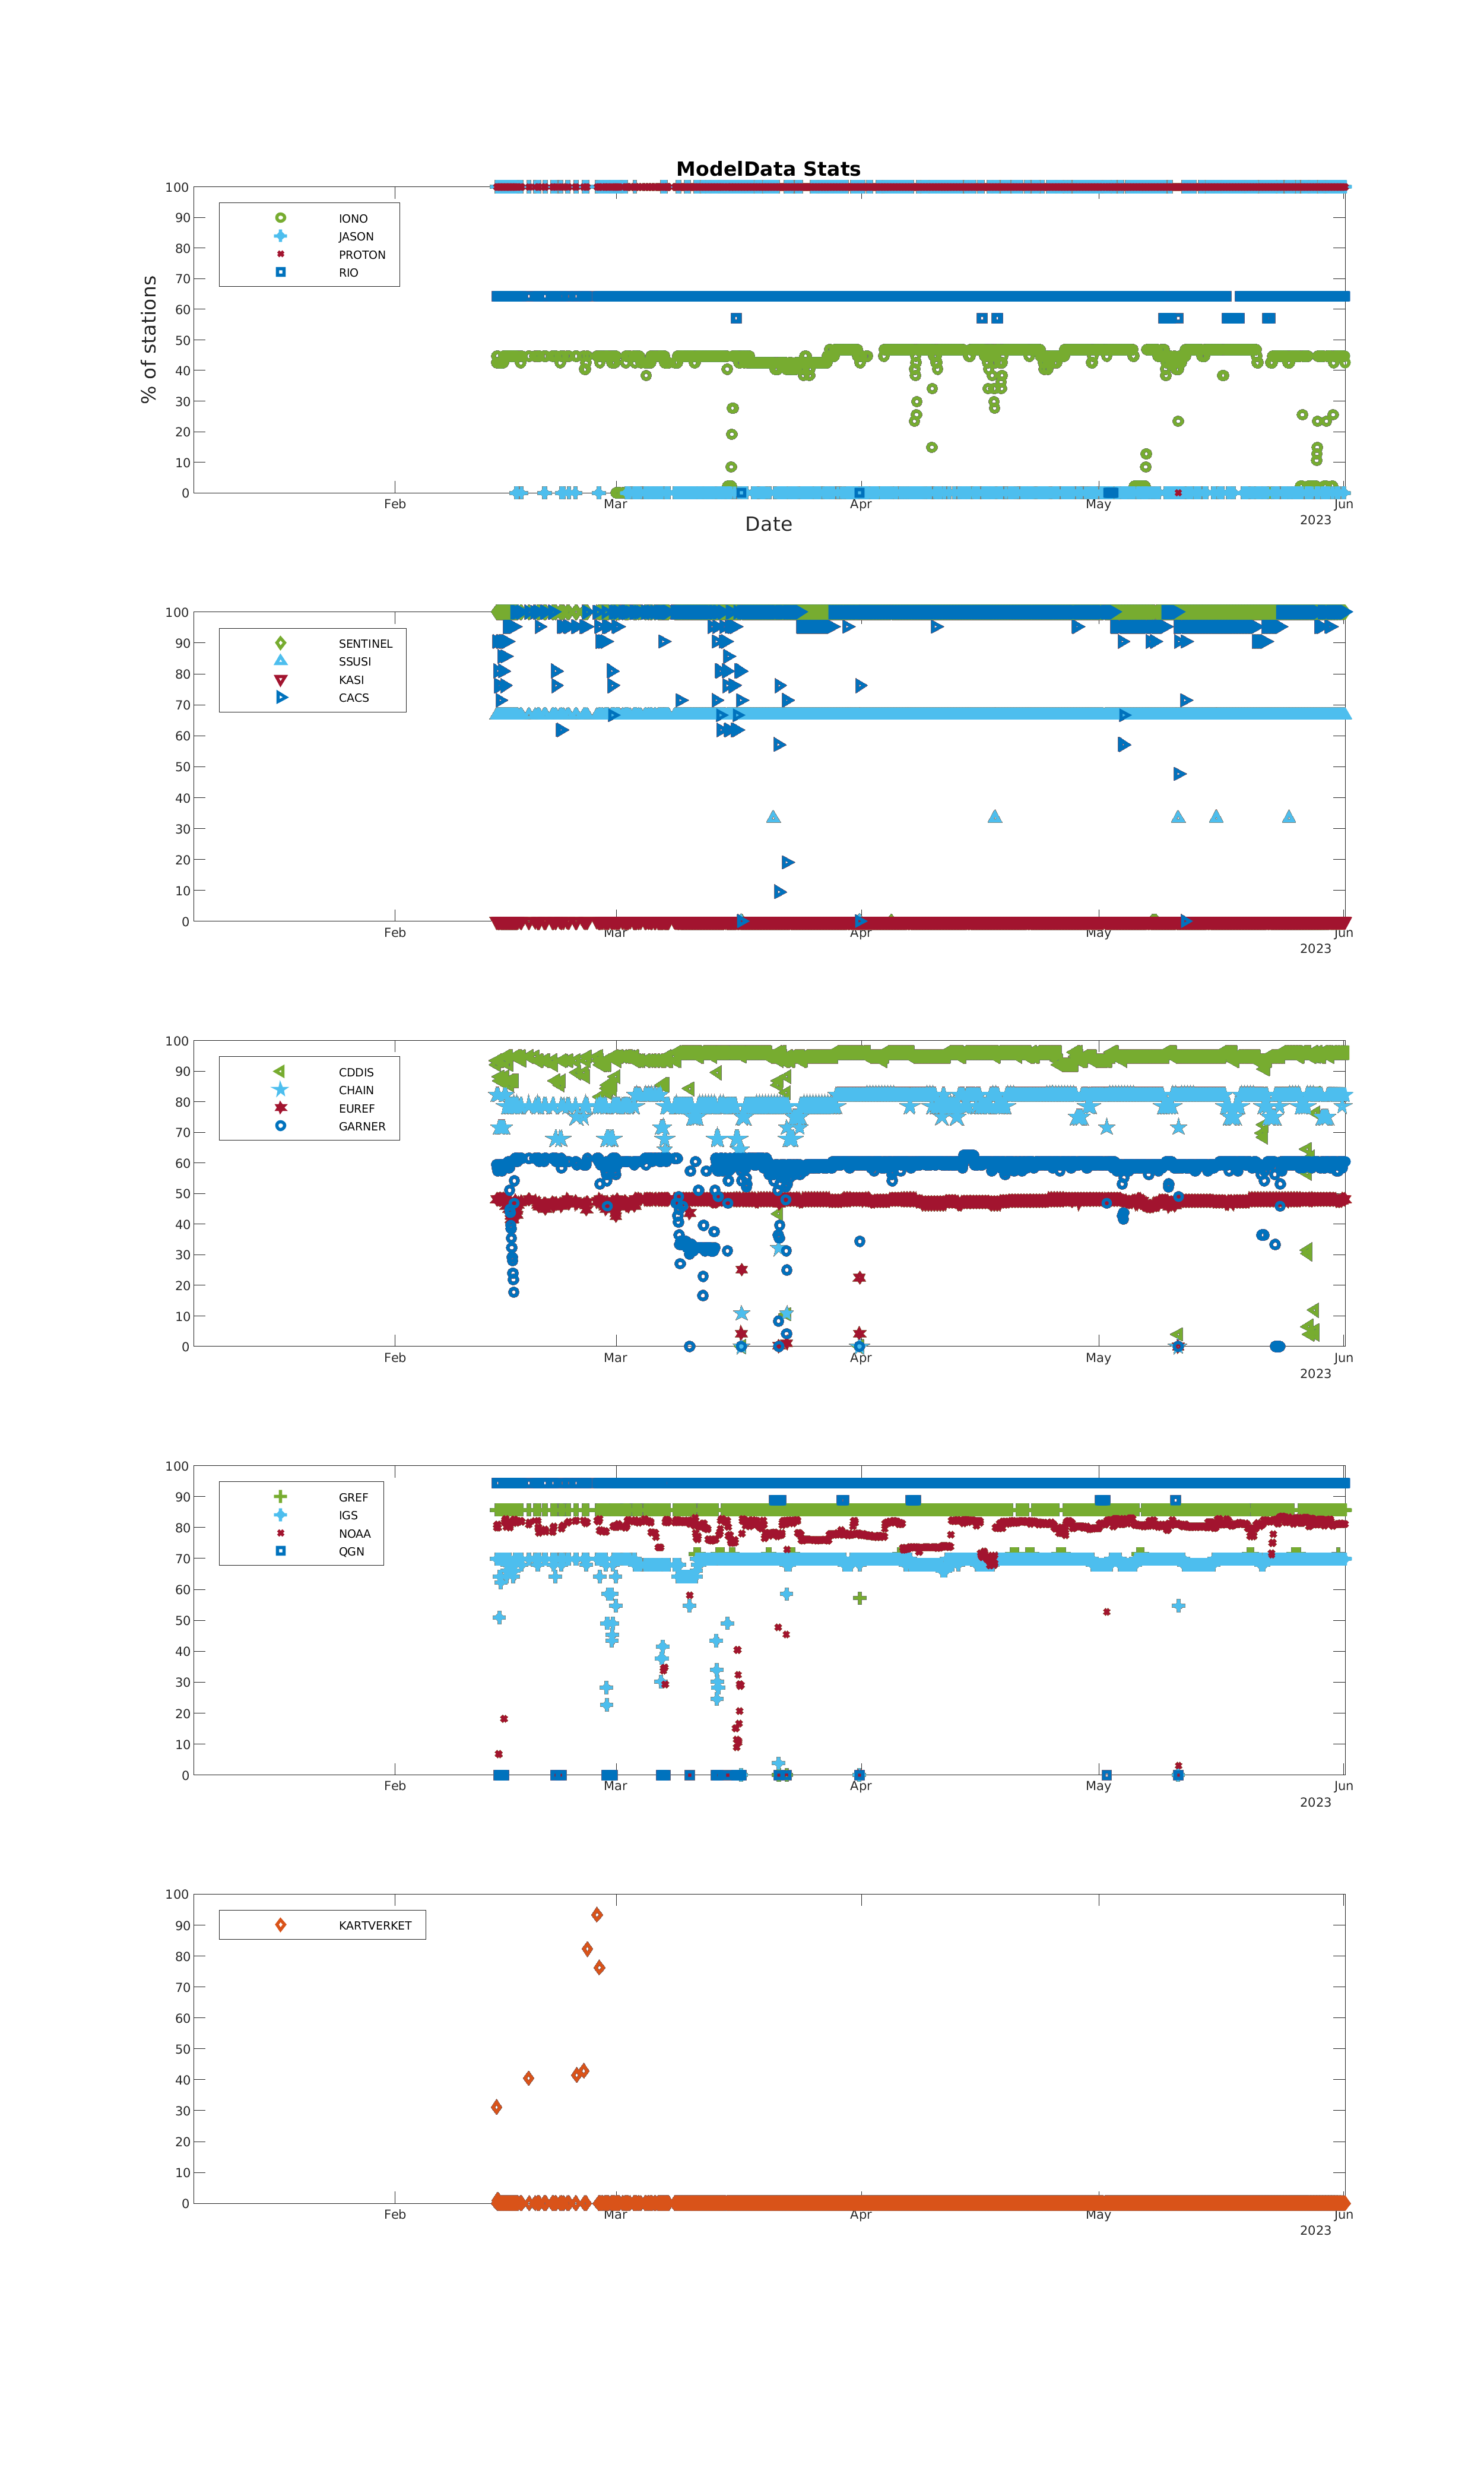 ModelData Stats
100
90
80
70
60
50
40
30
20
10
0
% of stations
IONO
JASON
PROTON
RIO
Feb Mar Apr May Jun
2023
Date
100
90
80
70
60
50
40
30
20
10
0
SENTINEL
SSUSI
KASI
CACS
Feb Mar Apr May Jun
2023
100
90
80
70
60
50
40
30
20
10
0
CDDIS
CHAIN
EUREF
GARNER
Feb Mar Apr May Jun
2023
100
90
80
70
60
50
40
30
20
10
0
GREF
IGS
NOAA
QGN
Feb Mar Apr May Jun
2023
100
90
80
70
60
50
40
30
20
10
0
KARTVERKET
Feb Mar Apr May Jun
2023